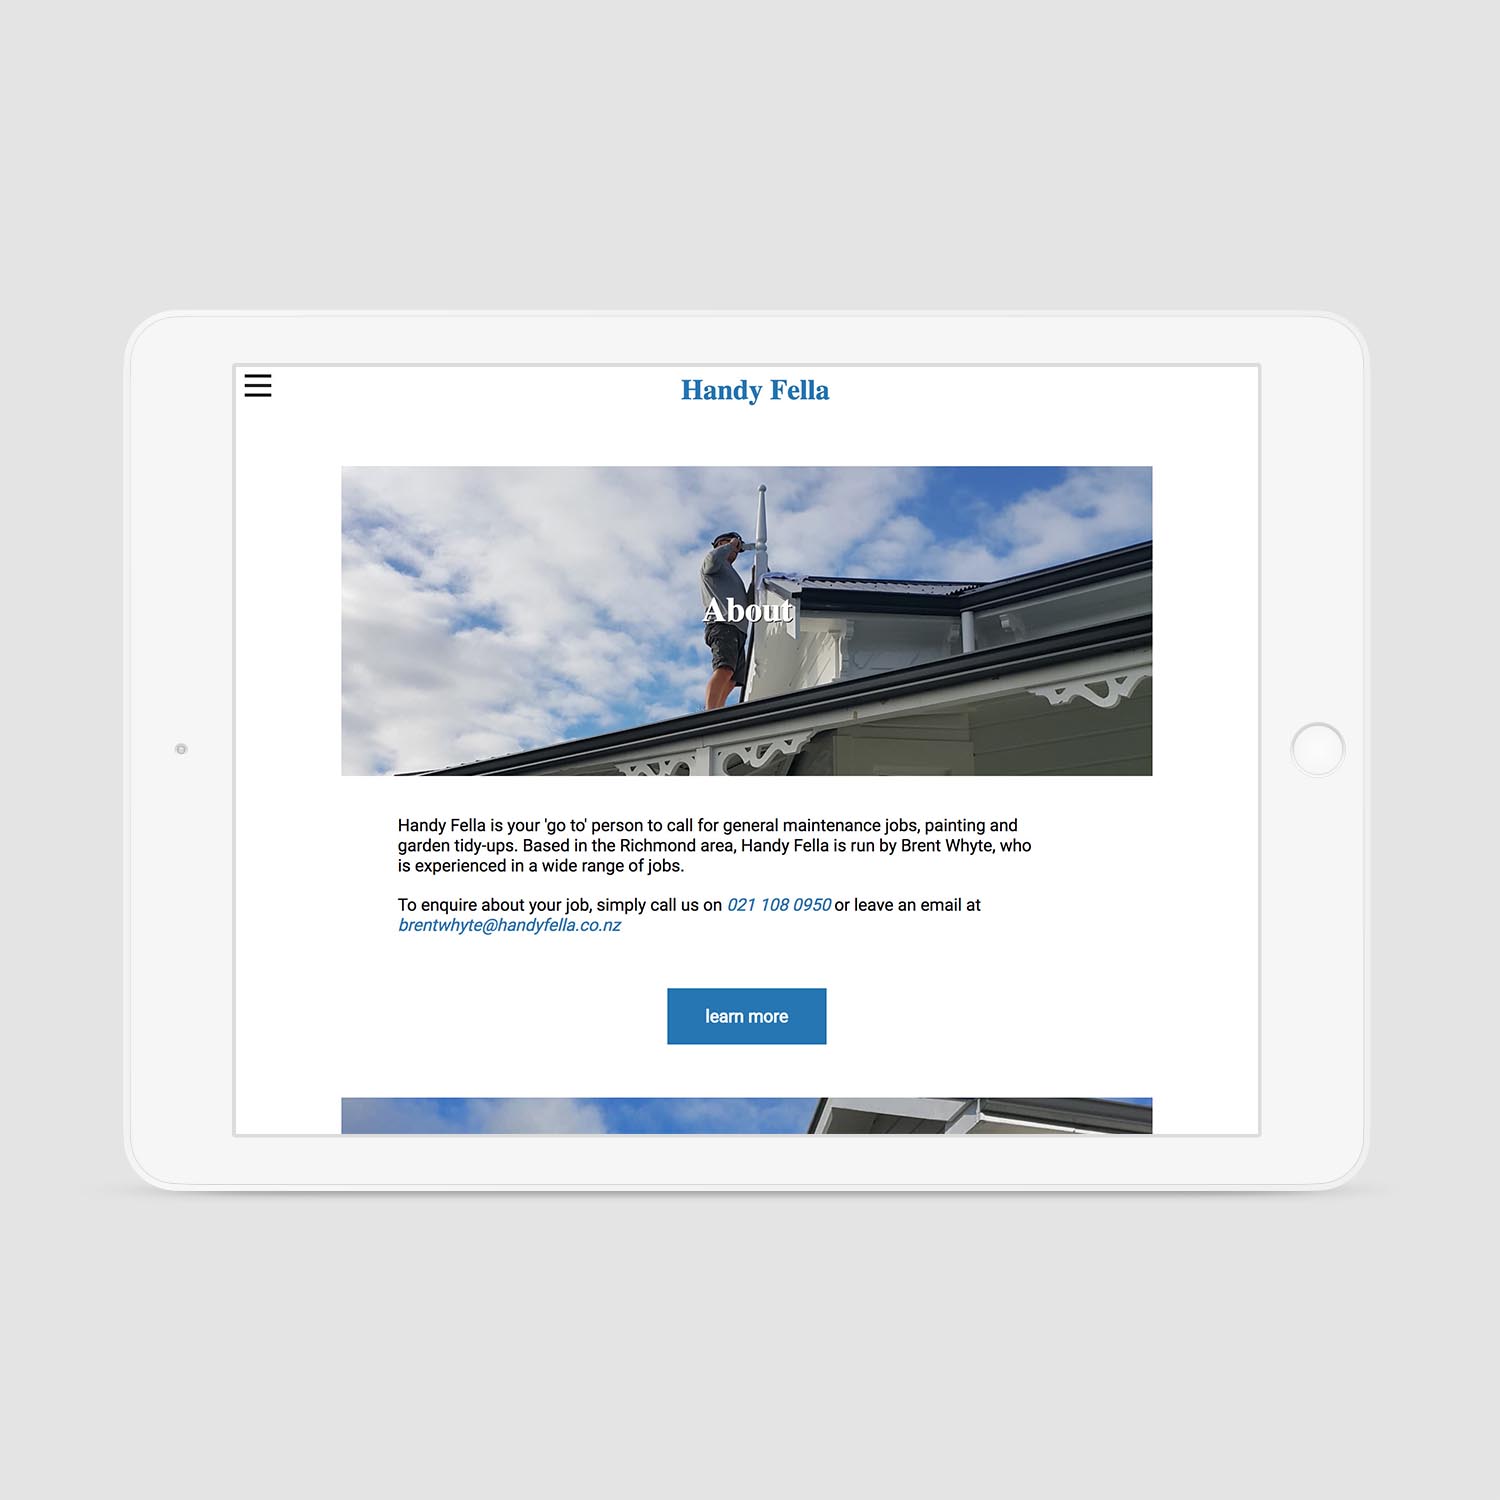 Handy Fella
About
Handy Fella is your 'go to' person to call for general maintenance jobs, painting and
garden tidy-ups. Based in the Richmond area, Handy Fella is run by Brent Whyte, who
is experienced in a wide range of jobs.
To enquire about your job, simply call us on 021 108 0950 or leave an email at
brentwhyte@handyfella.co.nz
learn more